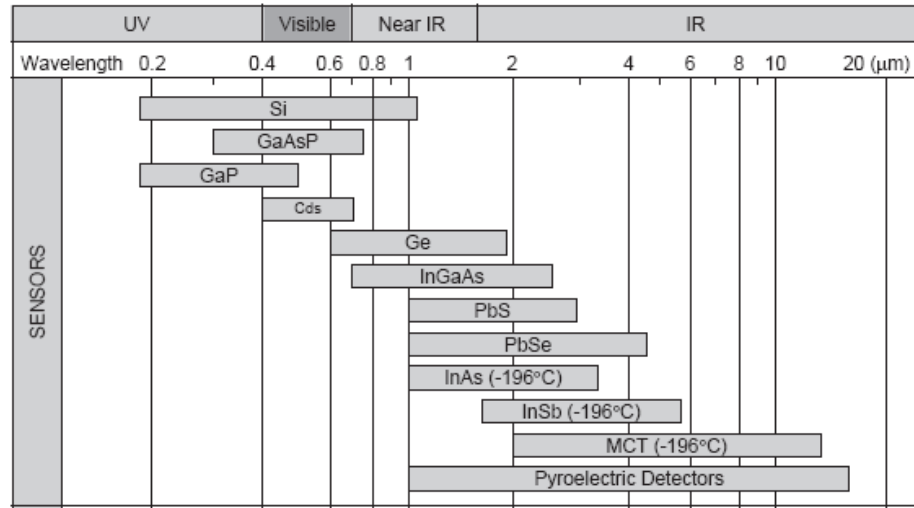 UV Visible Near IR IR
Wavelength 0.2 0.4 0.6 0.8 1 2 4 6 8 10 20 (μm)
SENSORS
Si
GaAsP
GaP
Cds
Ge
InGaAs
PbS
PbSe
InAs (-196°C)
InSb (-196°C)
MCT (-196°C)
Pyroelectric Detectors